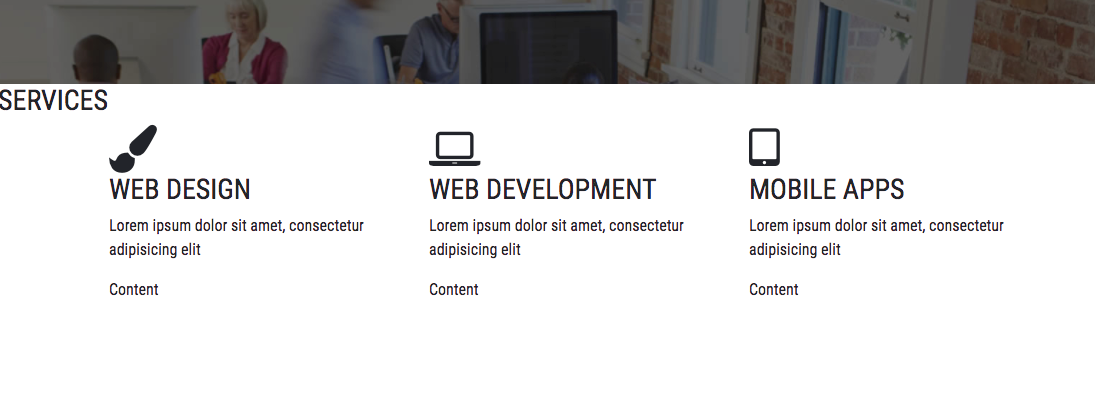 SERVICES
WEB DESIGN
Lorem ipsum dolor sit amet, consectetur
adipisicing elit
Content
WEB DEVELOPMENT
Lorem ipsum dolor sit amet, consectetur
adipisicing elit
Content
MOBILE APPS
Lorem ipsum dolor sit amet, consectetur
adipisicing elit
Content